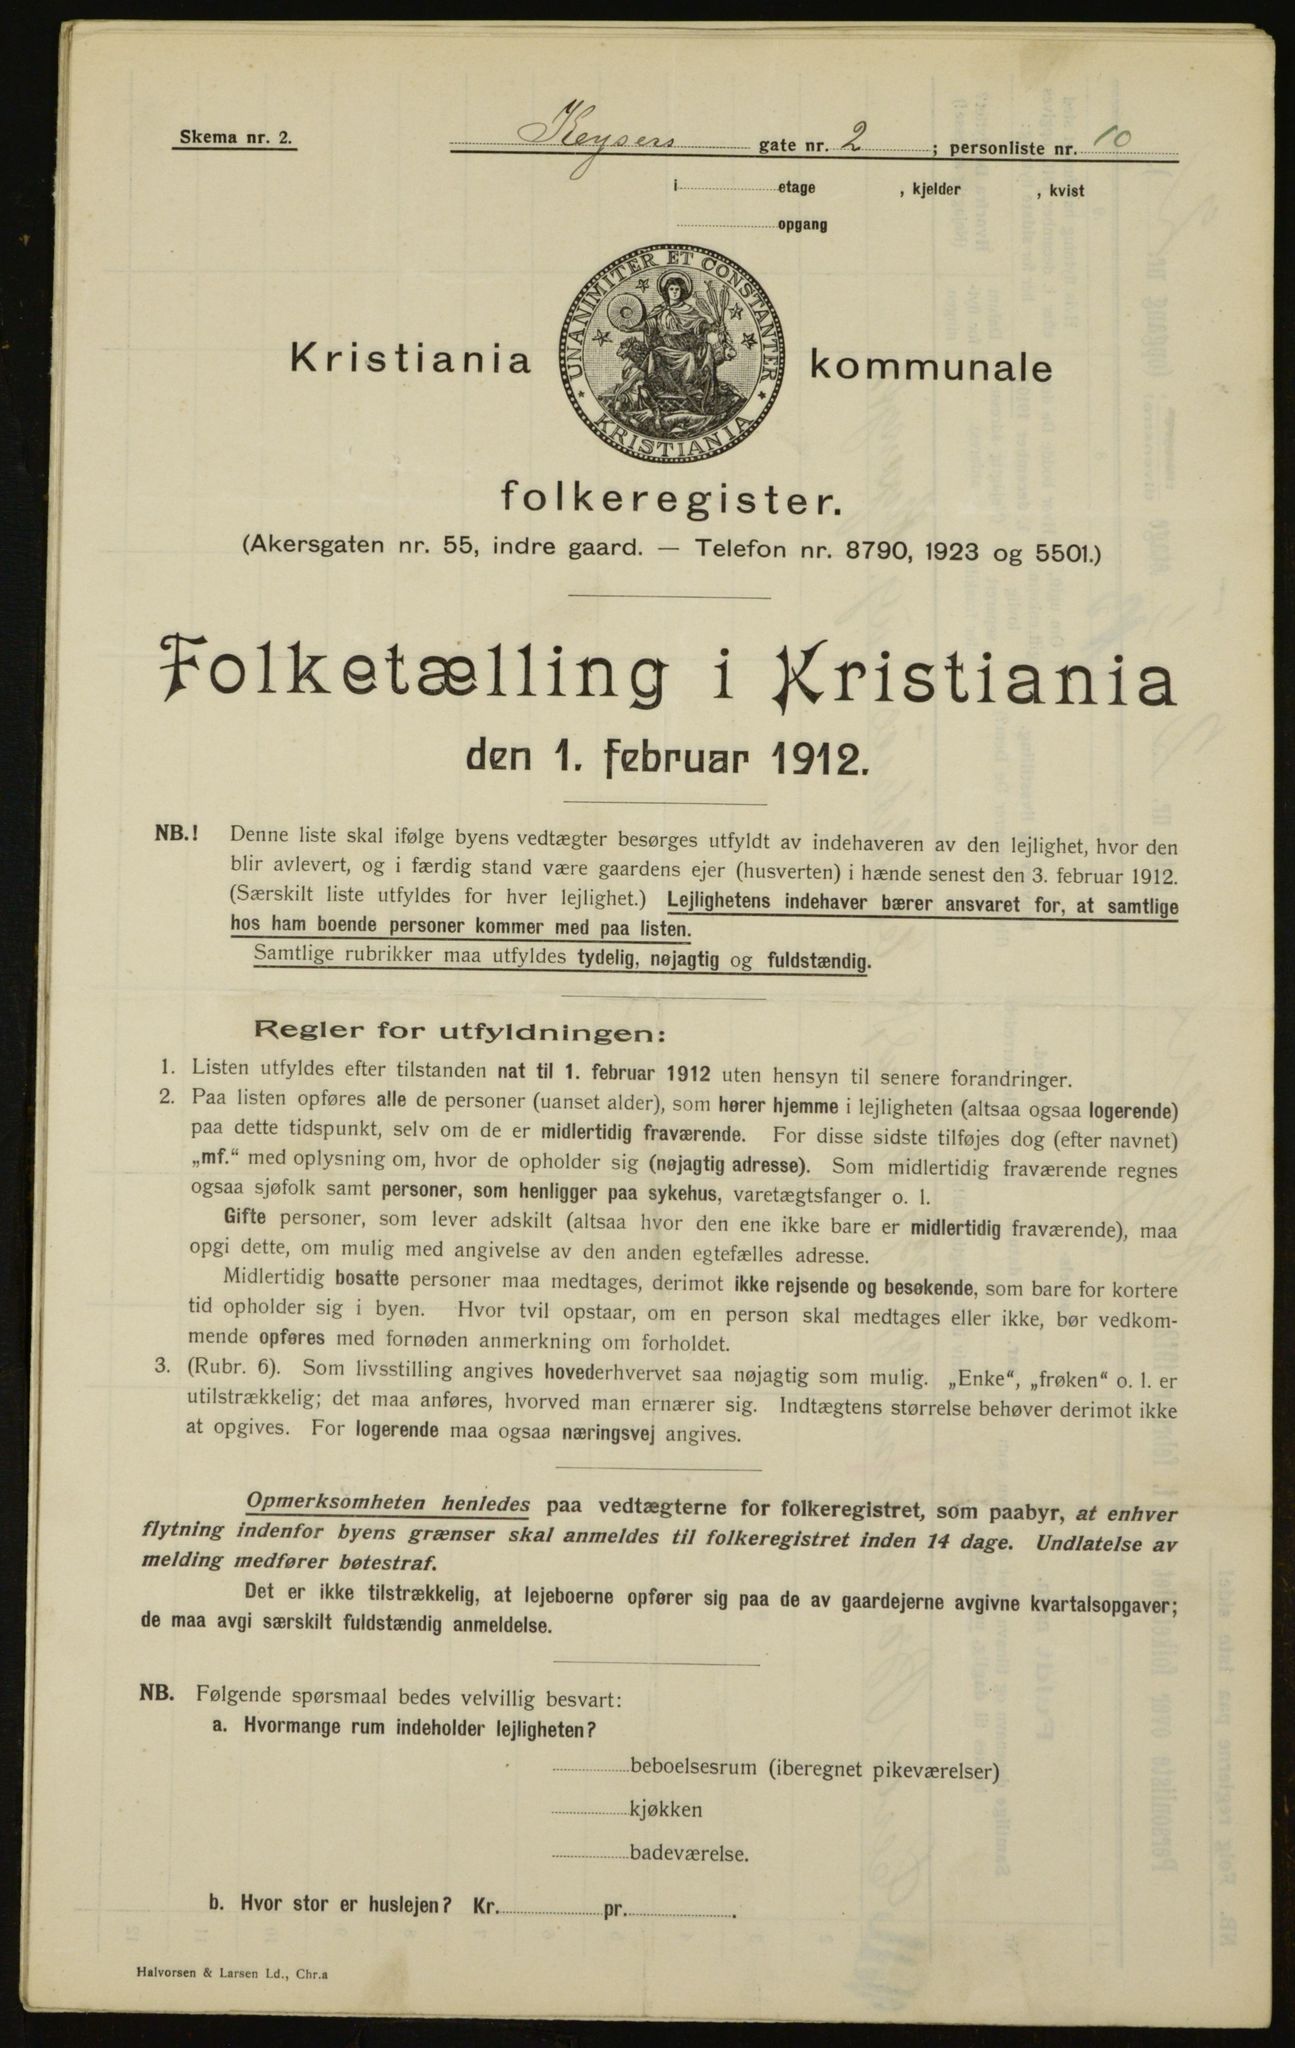 Skema nr. 2.
Keysers gate nr. 2 ; personliste nr. 10
i etage , kjelder , kvist
opgang
UNANIMITER ET CONSTANTER
KRISTIANIA
Kristiania kommunale
folkeregister.
(Akersgaten nr. 55, indre gaard. — Telefon nr. 8790, 1923 og 5501.)
Folketælling i Kristiania
den 1. februar 1912.
NB.! Denne liste skal ifølge byens vedtægter besørges utfyldt av indehaveren av den lejlighet, hvor den
blir avlevert, og i færdig stand være gaardens ejer (husverten) i hænde senest den 3. februar 1912.
(Særskilt liste utfyldes for hver lejlighet.) Lejlighetens indehaver bærer ansvaret for, at samtlige
hos ham boende personer kommer med paa listen.
Samtlige rubrikker maa utfyldes tydelig, nøjagtig og fuldstændig.
Regler for utfyldningen:
1. Listen utfyldes efter tilstanden nat til 1. februar 1912 uten hensyn til senere forandringer.
2. Paa listen opføres alle de personer (uanset alder), som hører hjemme i lejligheten (altsaa ogsaa logerende)
paa dette tidspunkt, selv om de er midlertidig fraværende. For disse sidste tilføjes dog (efter navnet)
„mf.“ med oplysning om, hvor de opholder sig (nøjagtig adresse). Som midlertidig fraværende regnes
ogsaa sjøfolk samt personer, som henligger paa sykehus, varetægtsfanger o. l.
Gifte personer, som lever adskilt (altsaa hvor den ene ikke bare er midlertidig fraværende), maa
opgi dette, om mulig med angivelse av den anden egtefælles adresse.
Midlertidig bosatte personer maa medtages, derimot ikke rejsende og besøkende, som bare for kortere
tid opholder sig i byen. Hvor tvil opstaar, om en person skal medtages eller ikke, bør vedkom-
mende opføres med fornøden anmerkning om forholdet.
3. (Rubr. 6). Som livsstilling angives hovederhvervet saa nøjagtig som mulig. „Enke“, „frøken“ o. l. er
utilstrækkelig; det maa anføres, hvorved man ernærer sig. Indtægtens størrelse behøver derimot ikke
at opgives. For logerende maa ogsaa næringsvej angives.
Opmerksomheten henledes paa vedtægterne for folkeregistret, som paabyr, at enhver
flytning indenfor byens grænser skal anmeldes til folkeregistret inden 14 dage. Undlatelse av
melding medfører bøtestraf.
Det er ikke tilstrækkelig, at lejeboerne opfører sig paa de av gaardejerne avgivne kvartalsopgaver;
de maa avgi særskilt fuldstændig anmeldelse.
NB. Følgende spørsmaal bedes velvillig besvart:
a. Hvormange rum indeholder lejligheten?
beboelsesrum (iberegnet pikeværelser)
kjøkken
badeværelse.
b. Hvor stor er huslejen? Kr. pr. .
Halvorsen & Larsen Ld., Chr.a